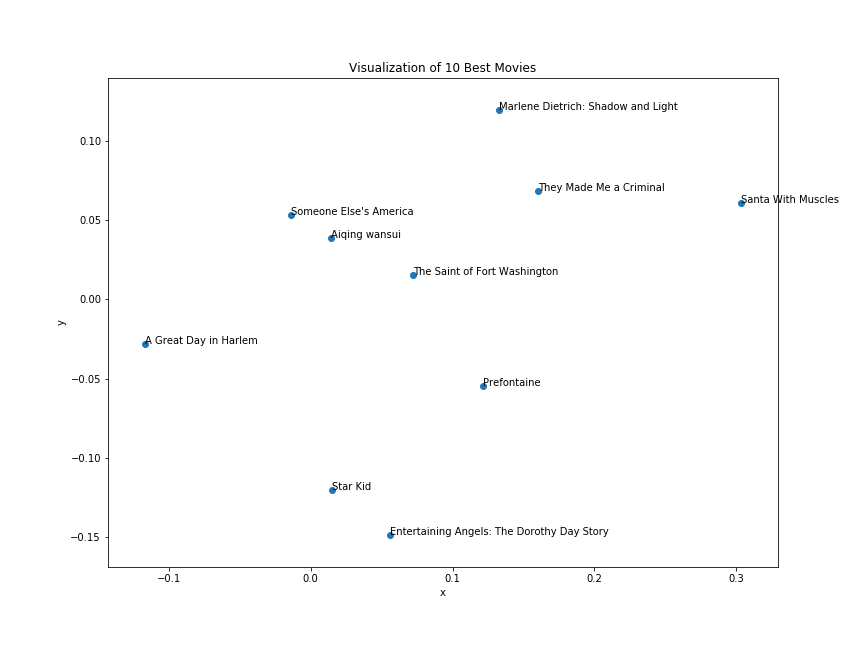 Visualization of 10 Best Movies
Marlene Dietrich: Shadow and Light
They Made Me a Criminal
Santa With Muscles
Someone Else's America
Aiqing wansui
The Saint of Fort Washington
A Great Day in Harlem
Prefontaine
Star Kid
Entertaining Angels: The Dorothy Day Story
y
0.10
0.05
0.00
−0.05
−0.10
−0.15
−0.1
0.0
0.1
0.2
0.3
x